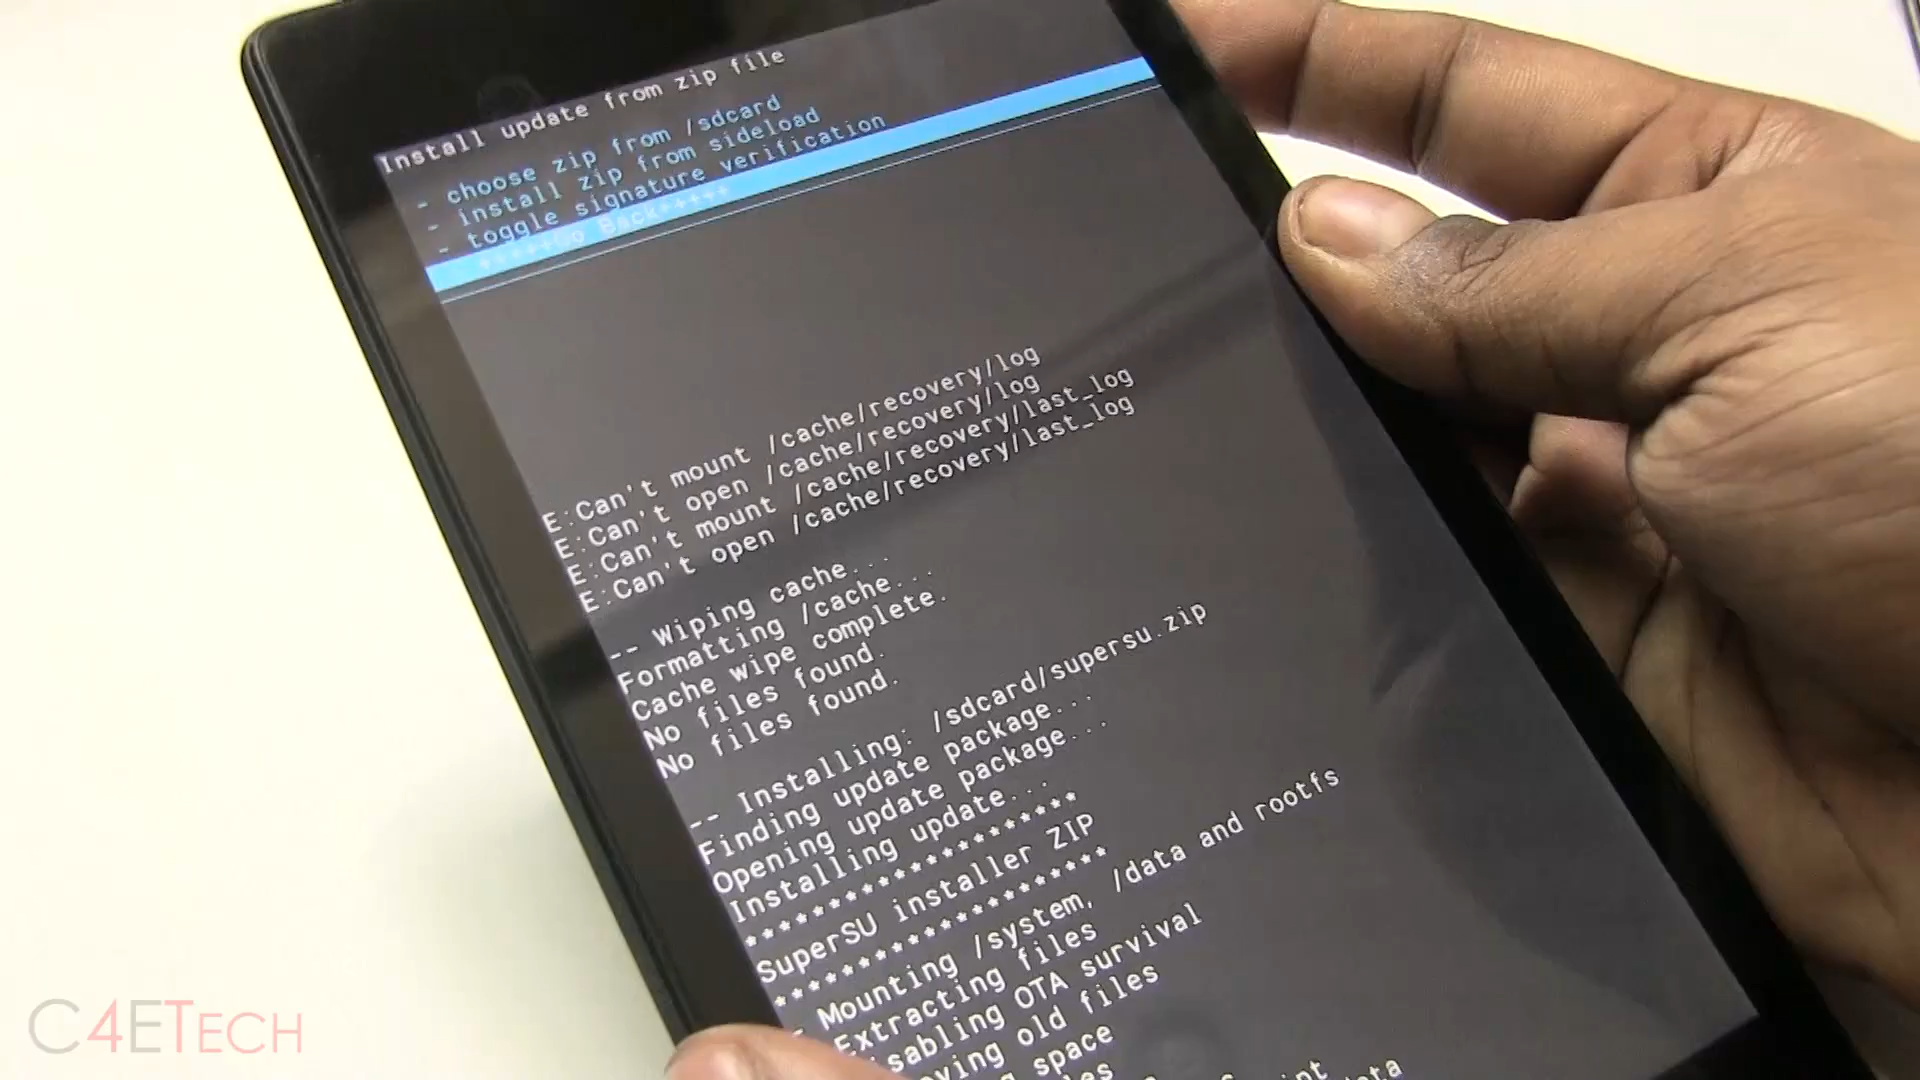 Install update from zip file
- choose zip from /sdcard
- install zip from sideload
- toggle signature verification
+++++Go Back+++++
E:Can't mount /cache/recovery/log
E:Can't open /cache/recovery/log
E:Can't mount /cache/recovery/last_log
E:Can't open /cache/recovery/last_log
-- Wiping cache...
Formatting /cache...
Cache wipe complete.
No files found.
No files found.
-- Installing: /sdcard/supersu.zip
Finding update package...
Opening update package...
Installing update...
*********************
SuperSU installer ZIP
*********************
- Mounting /system, /data and rootfs
Extracting files
sabling OTA survival
oving old files
space
C4ETech